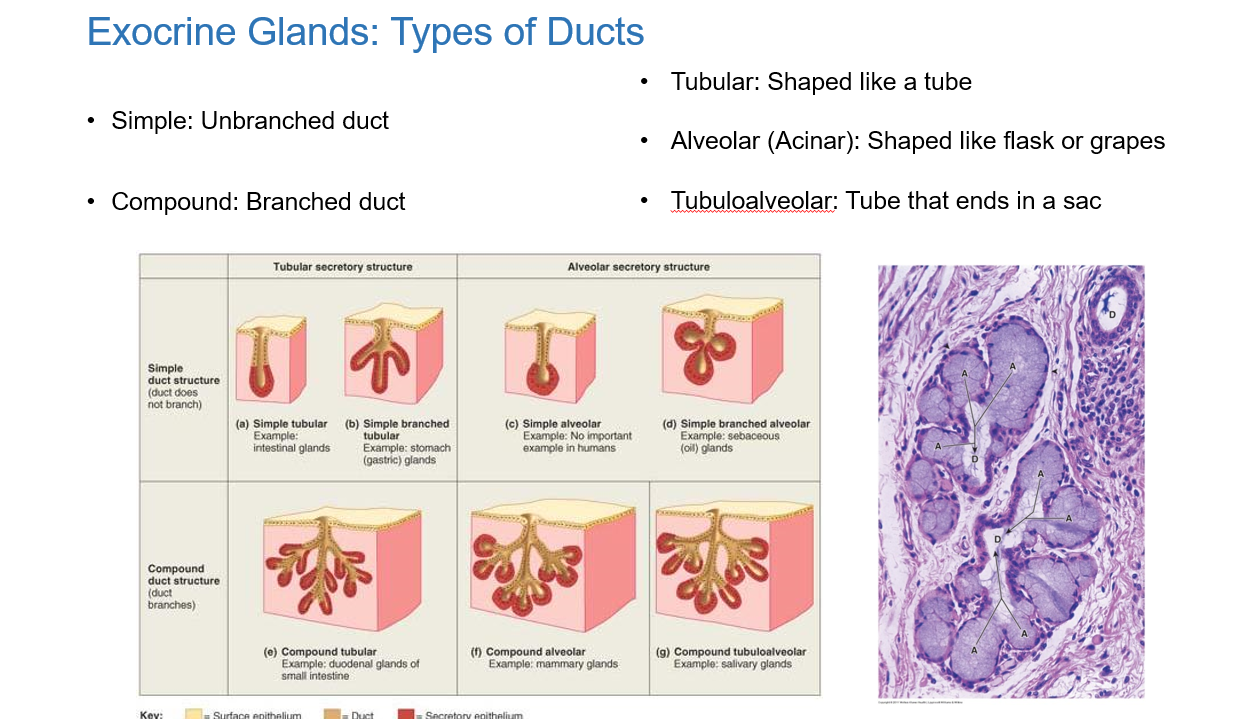 Exocrine Glands: Types of Ducts
• Simple: Unbranched duct
• Compound: Branched duct
• Tubular: Shaped like a tube
• Alveolar (Acinar): Shaped like flask or grapes
• Tubuloalveolar: Tube that ends in a sac
Tubular secretory structure
Alveolar secretory structure
Simple
duct structure
(duct does
not branch)
(a) Simple tubular
Example:
intestinal glands
(b) Simple branched
tubular
Example: stomach
(gastric) glands
(c) Simple alveolar
Example: No important
example in humans
(d) Simple branched alveolar
Example: sebaceous
(oil) glands
Compound
duct structure
(duct
branches)
(e) Compound tubular
Example: duodenal glands of
small intestine
(f) Compound alveolar
Example: mammary glands
(g) Compound tubuloalveolar
Example: salivary glands
Key: = Surface epithelium = Duct = Secretory epithelium
D
A
A
A
D
A
A
D
A
A